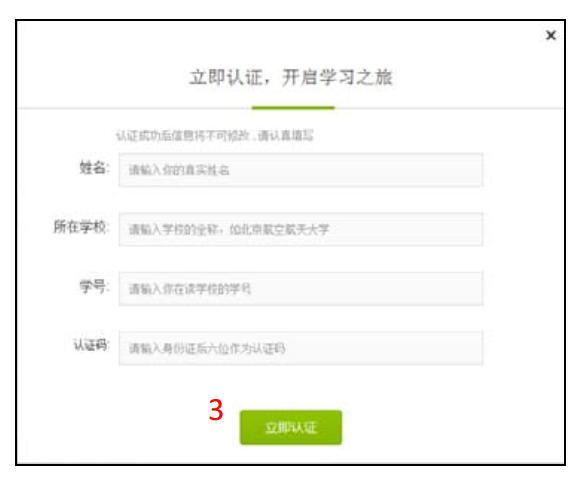 ×
立即认证，开启学习之旅
认证成功后信息将不可修改，请认真填写
姓名: 请输入你的真实姓名
所在学校: 请输入学校的全称，如北京航空航天大学
学号: 请输入你在读学校的学号
认证码: 请输入身份证后六位作为认证码
3
立即认证